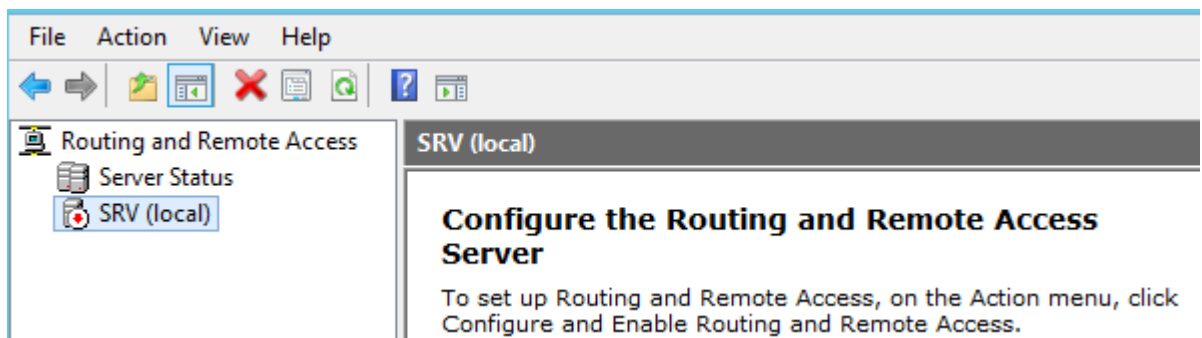 File Action View Help
Routing and Remote Access
Server Status
SRV (local)
SRV (local)
Configure the Routing and Remote Access
Server
To set up Routing and Remote Access, on the Action menu, click
Configure and Enable Routing and Remote Access.